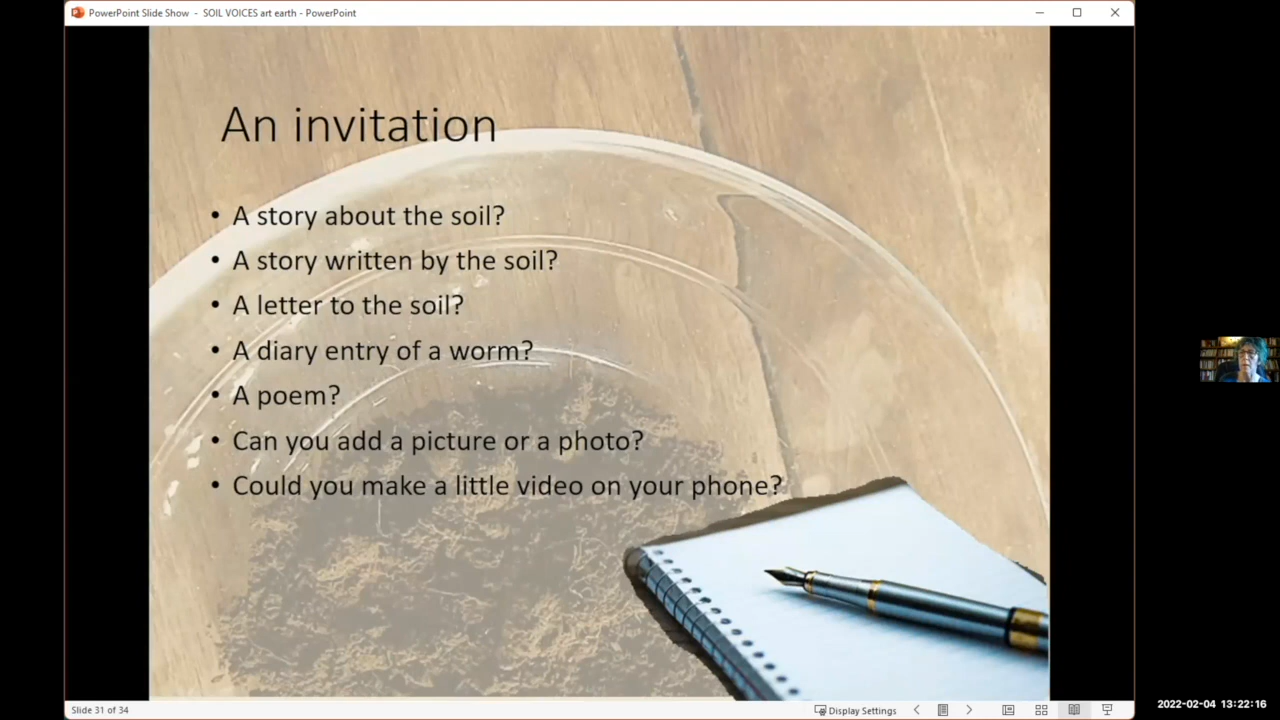 PowerPoint Slide Show - SOIL VOICES art earth - PowerPoint
An invitation
• A story about the soil?
• A story written by the soil?
• A letter to the soil?
• A diary entry of a worm?
• A poem?
• Can you add a picture or a photo?
• Could you make a little video on your phone?
Slide 31 of 34
Display Settings
2022-02-04 13:22:16